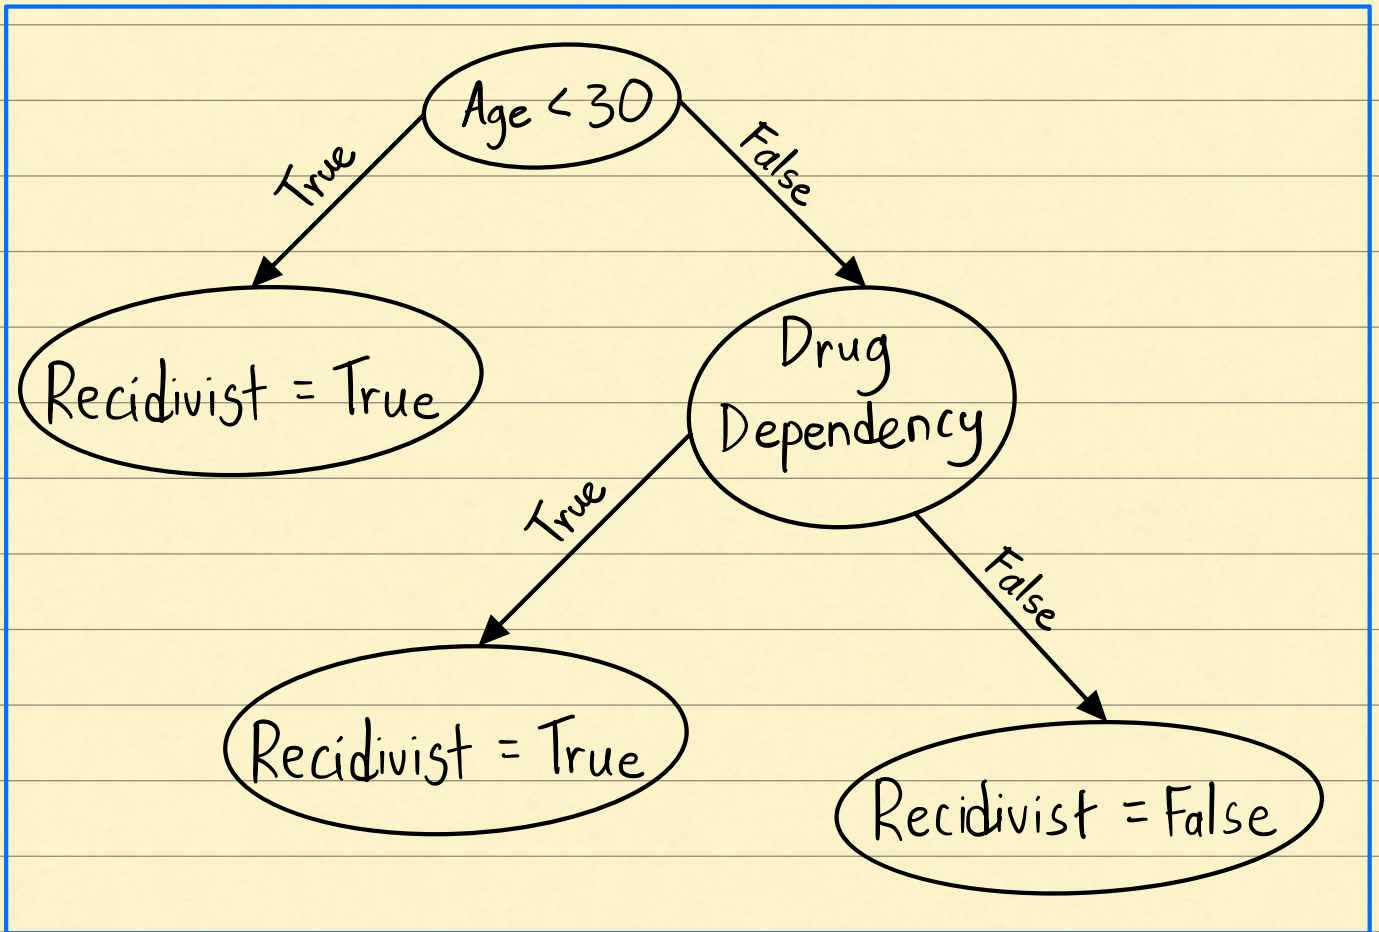 Age < 30
True
False
Recidivist = True
Drug
Dependency
True
False
Recidivist = True
Recidivist = False